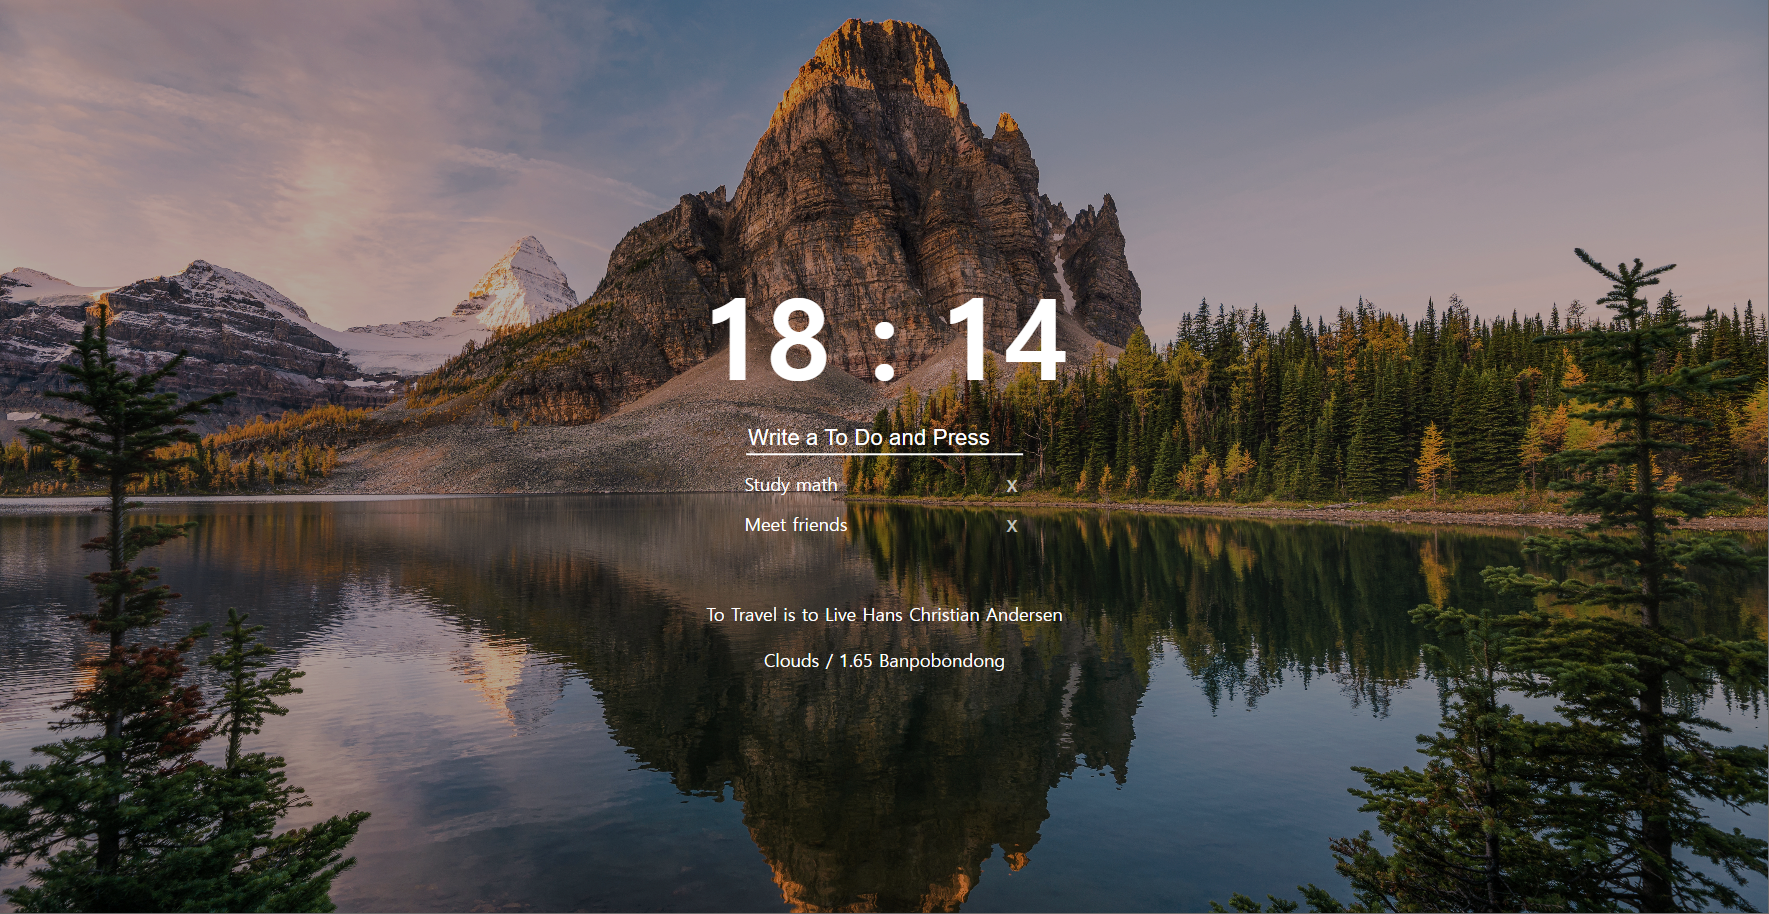 18 : 14
Write a To Do and Press
Study math X
Meet friends X
To Travel is to Live Hans Christian Andersen
Clouds / 1.65 Banpobondong